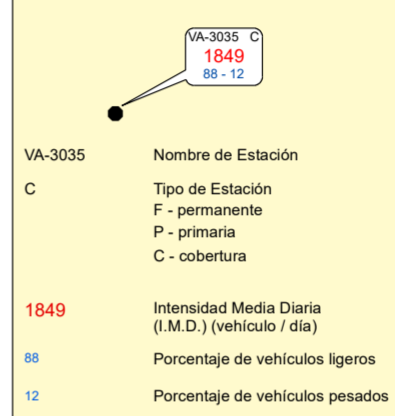 VA-3035 C
1849
88 - 12
VA-3035 Nombre de Estación
C Tipo de Estación
F - permanente
P - primaria
C - cobertura
1849 Intensidad Media Diaria
(I.M.D.) (vehículo / día)
88 Porcentaje de vehículos ligeros
12 Porcentaje de vehículos pesados